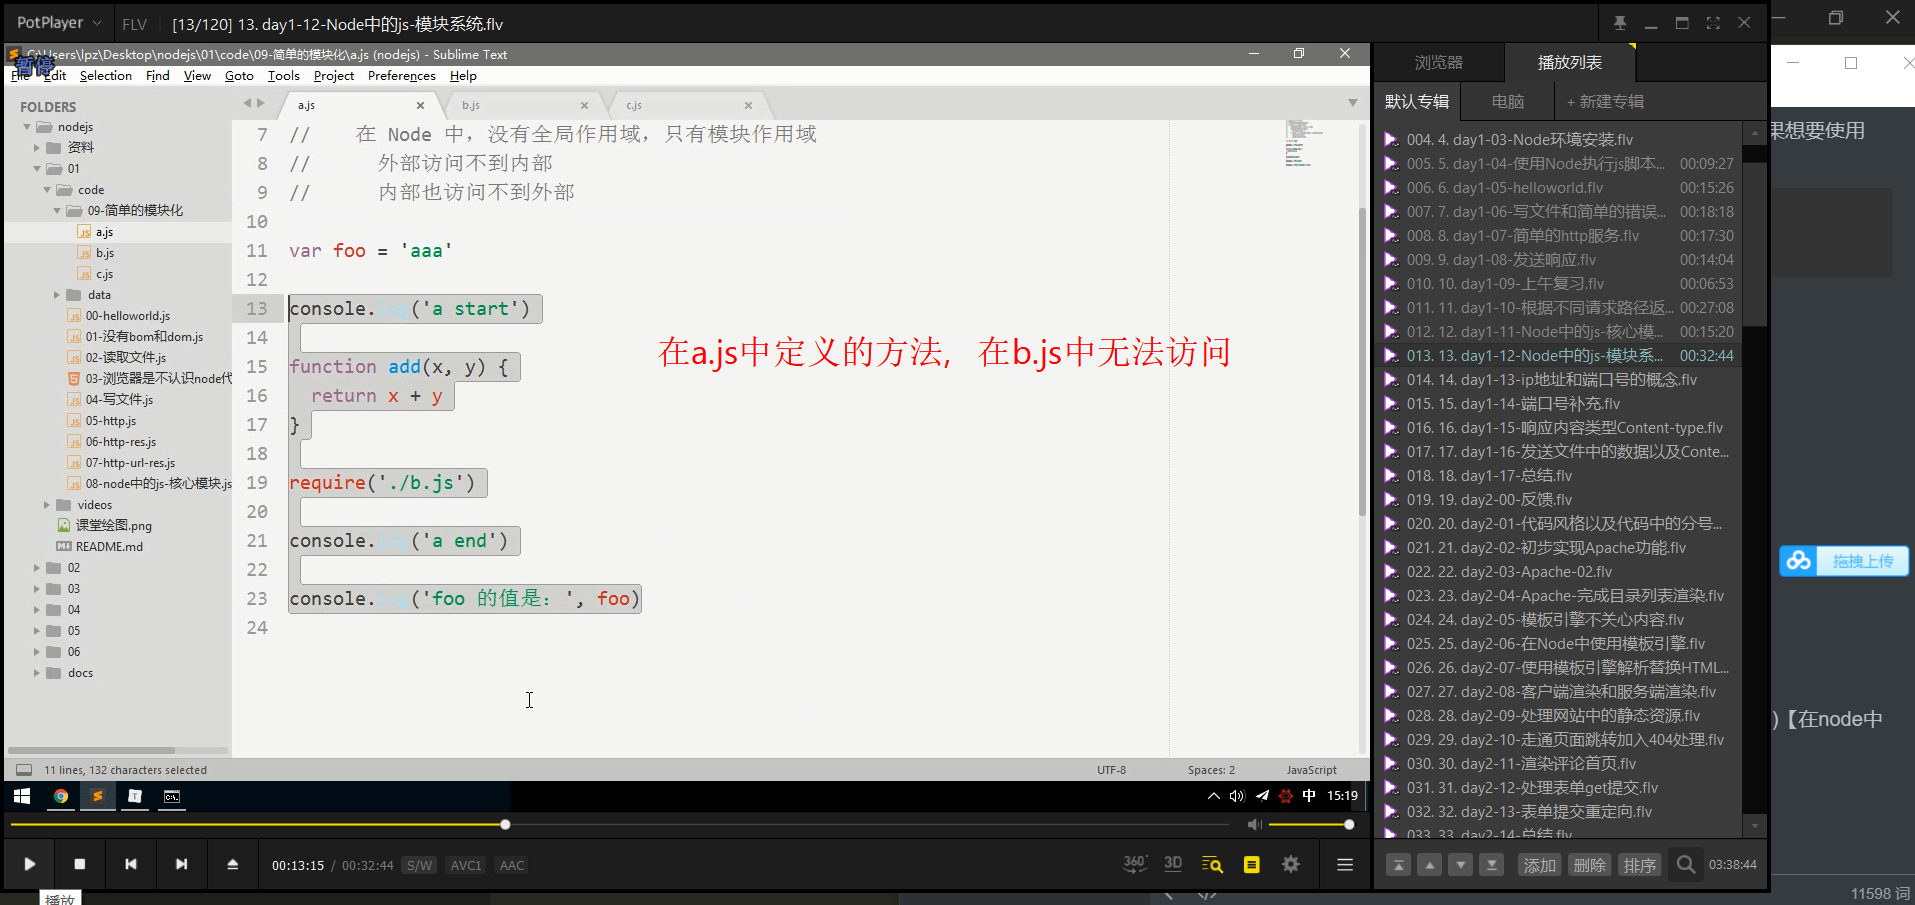 PotPlayer
FLV
[13/120] 13. day1-12-Node中的js-模块系统.flv
C:\Users\lpz\Desktop\nodejs\01\code\09-简单的模块化\a.js (nodejs) - Sublime Text
暂停
File Edit Selection Find View Goto Tools Project Preferences Help
FOLDERS
nodejs
资料
01
code
09-简单的模块化
a.js
b.js
c.js
data
00-helloworld.js
01-没有bom和dom.js
02-读取文件.js
03-浏览器是不认识node代
04-写文件.js
05-http.js
06-http-res.js
07-http-url-res.js
08-node中的js-核心模块.js
videos
课堂绘图.png
README.md
02
03
04
05
06
docs
a.js
b.js
c.js
7 // 在 Node 中，没有全局作用域，只有模块作用域
8 // 外部访问不到内部
9 // 内部也访问不到外部
10
11 var foo = 'aaa'
12
13 console.log('a start')
14
15 function add(x, y) {
16 return x + y
17 }
18
19 require('./b.js')
20
21 console.log('a end')
22
23 console.log('foo 的值是：', foo)
24
在a.js中定义的方法，在b.js中无法访问
11 lines, 132 characters selected
UTF-8
Spaces: 2
JavaScript
中
15:19
00:13:15 / 00:32:44 S/W AVC1 AAC
360°
3D
播放
浏览器
播放列表
默认专辑
电脑
+ 新建专辑
004. 4. day1-03-Node环境安装.flv
005. 5. day1-04-使用Node执行js脚本... 00:09:27
006. 6. day1-05-helloworld.flv 00:15:26
007. 7. day1-06-写文件和简单的错误... 00:18:18
008. 8. day1-07-简单的http服务.flv 00:17:30
009. 9. day1-08-发送响应.flv 00:14:04
010. 10. day1-09-上午复习.flv 00:06:53
011. 11. day1-10-根据不同请求路径返... 00:27:08
012. 12. day1-11-Node中的js-核心模... 00:15:20
013. 13. day1-12-Node中的js-模块系... 00:32:44
014. 14. day1-13-ip地址和端口号的概念.flv
015. 15. day1-14-端口号补充.flv
016. 16. day1-15-响应内容类型Content-type.flv
017. 17. day1-16-发送文件中的数据以及Conte...
018. 18. day1-17-总结.flv
019. 19. day2-00-反馈.flv
020. 20. day2-01-代码风格以及代码中的分号...
021. 21. day2-02-初步实现Apache功能.flv
022. 22. day2-03-Apache-02.flv
023. 23. day2-04-Apache-完成目录列表渲染.flv
024. 24. day2-05-模板引擎不关心内容.flv
025. 25. day2-06-在Node中使用模板引擎.flv
026. 26. day2-07-使用模板引擎解析替换HTML...
027. 27. day2-08-客户端渲染和服务端渲染.flv
028. 28. day2-09-处理网站中的静态资源.flv
029. 29. day2-10-走通页面跳转加入404处理.flv
030. 30. day2-11-渲染评论首页.flv
031. 31. day2-12-处理表单get提交.flv
032. 32. day2-13-表单提交重定向.flv
033. 33. day2-14-总结.flv
添加
删除
排序
03:38:44
果想要使用
拖拽上传
)【在node中
11598 词